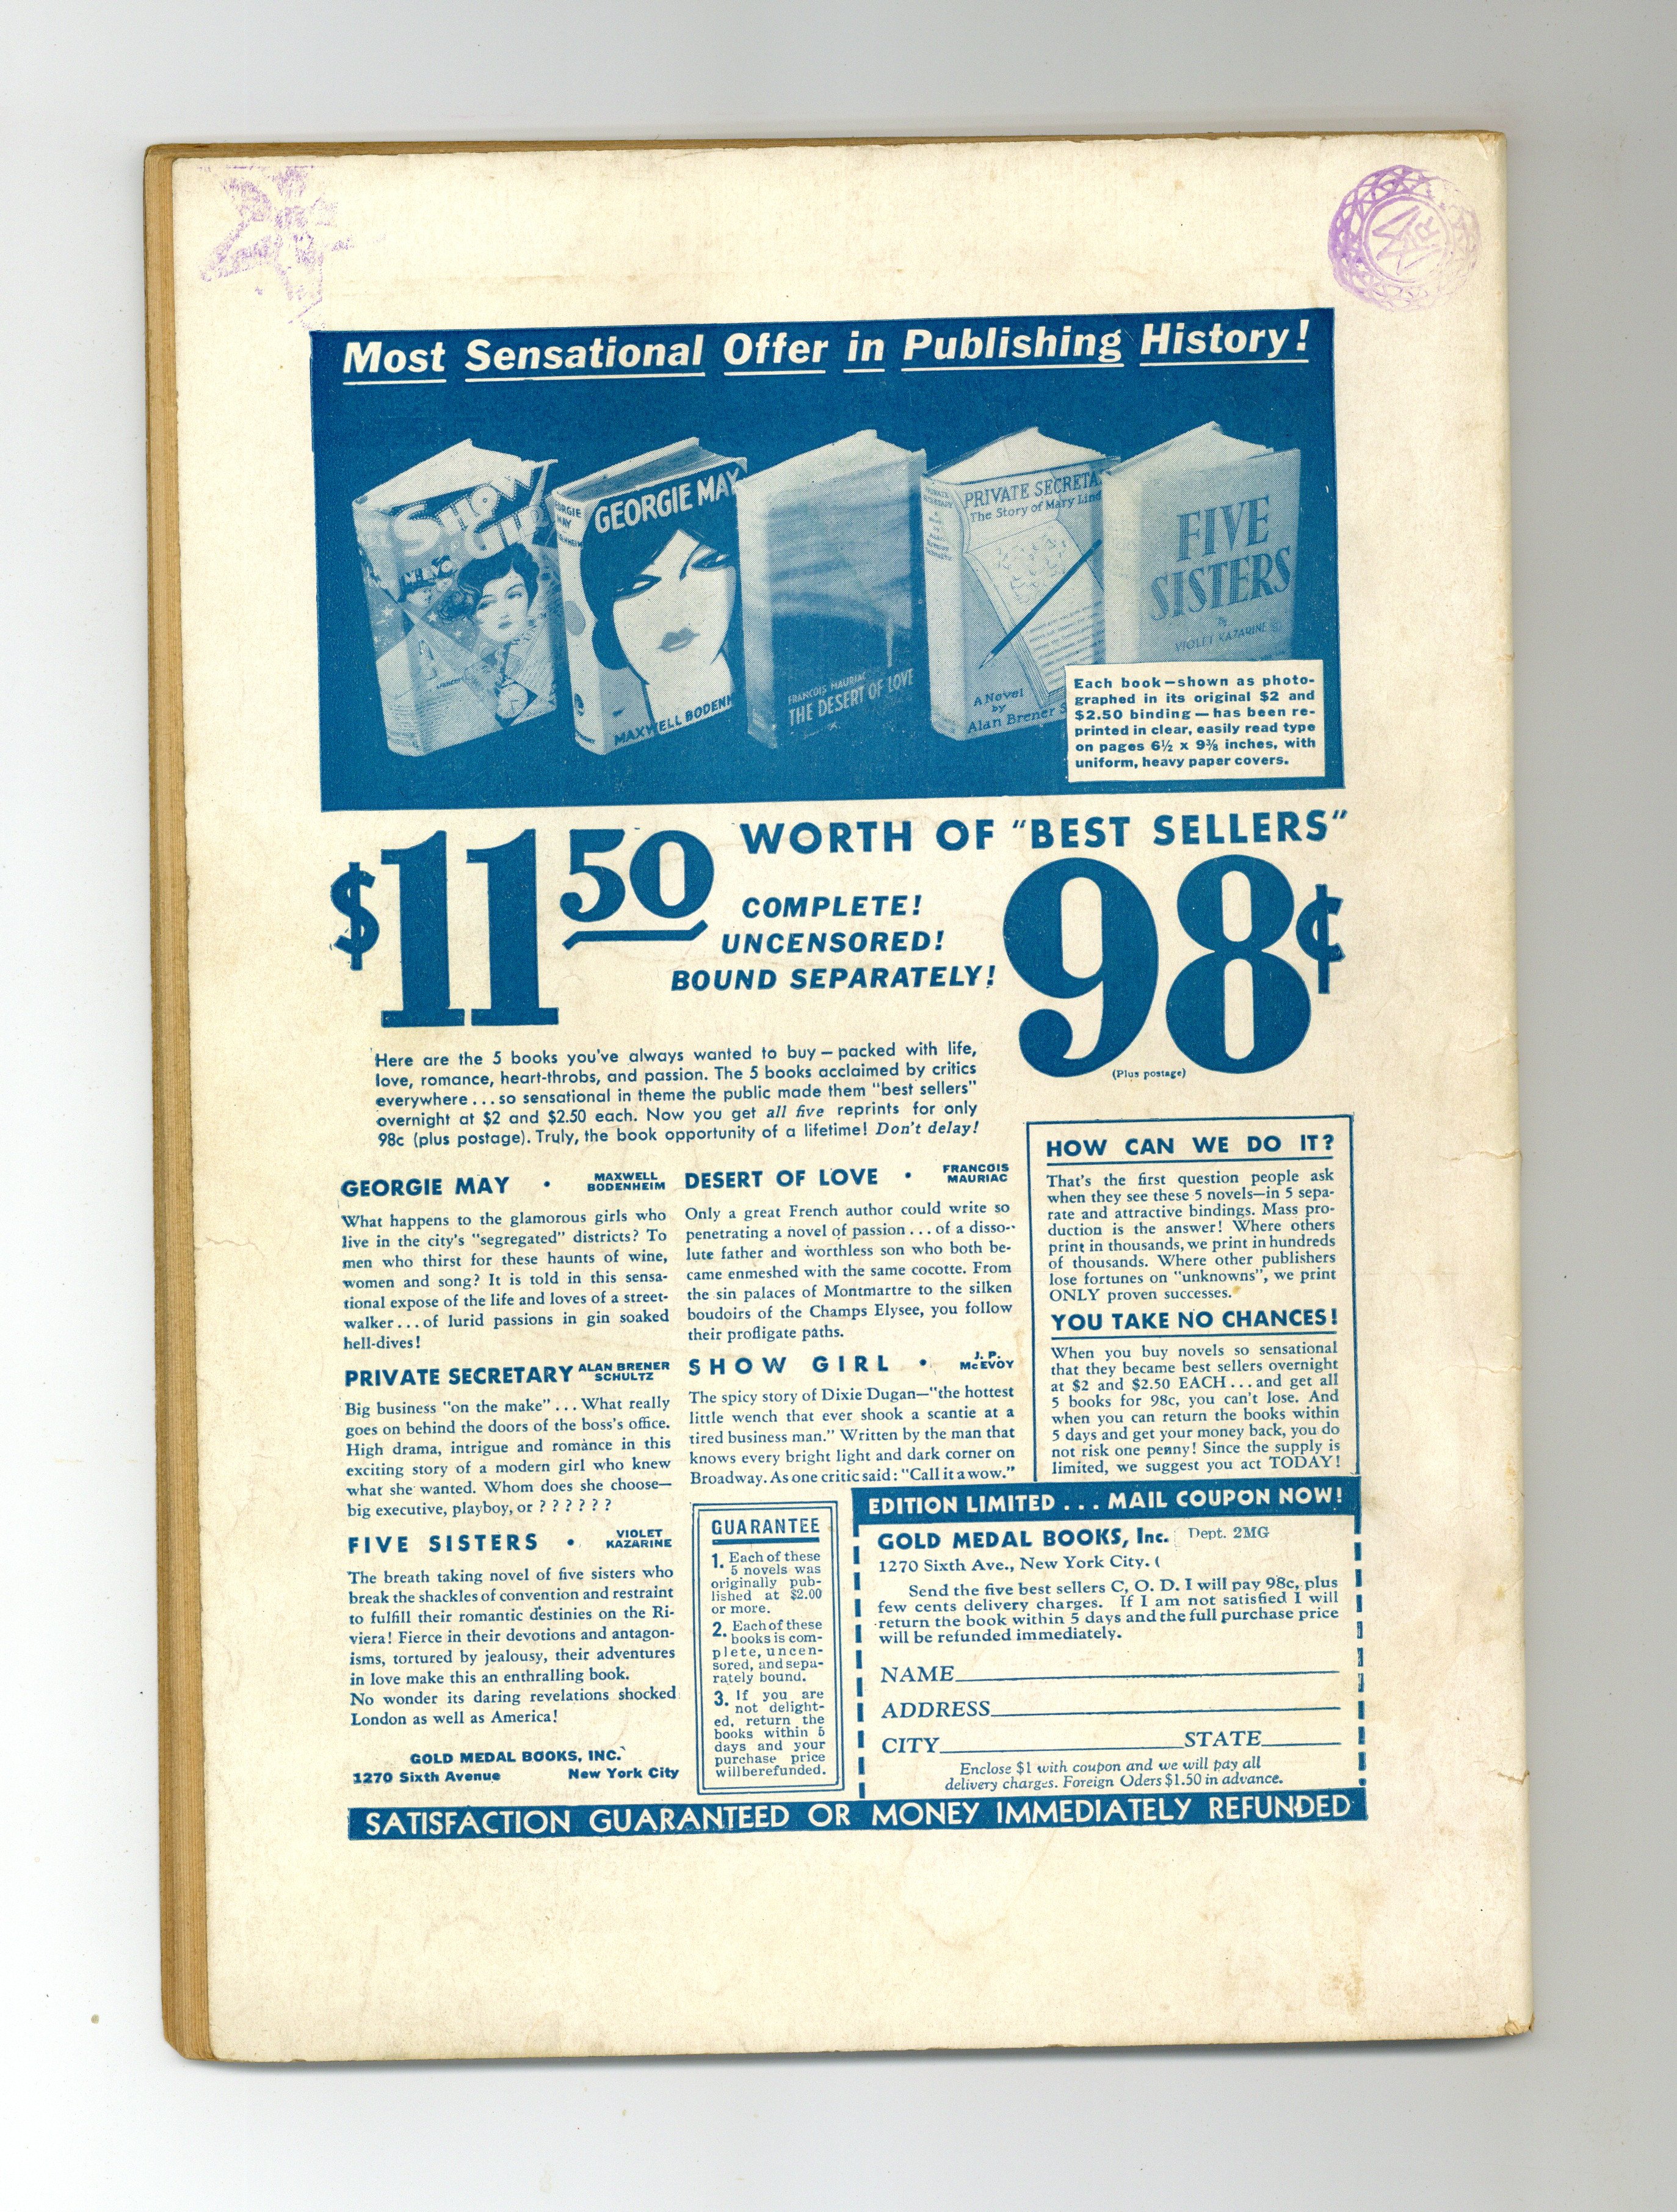 Most Sensational Offer in Publishing History!
SHOW
GIRL
GEORGIE
MAY
GEORGIE MAY
MAXWELL BODENH
FRANCOIS MAURIAC
THE DESERT OF LOVE
PRIVATE
SECRETARY
PRIVATE SECRETA
The Story of Mary Lind
A Novel
by
Alan Brener S
FIVE
SISTERS
By
VIOLET KAZARINE
Each book—shown as photo-
graphed in its original $2 and
$2.50 binding—has been re-
printed in clear, easily read type
on pages 6½ x 9⅜ inches, with
uniform, heavy paper covers.
$11.50 WORTH OF "BEST SELLERS" 98¢
COMPLETE!
UNCENSORED!
BOUND SEPARATELY!
(Plus postage)
Here are the 5 books you've always wanted to buy – packed with life,
love, romance, heart-throbs, and passion. The 5 books acclaimed by critics
everywhere . . . so sensational in theme the public made them "best sellers"
overnight at $2 and $2.50 each. Now you get all five reprints for only
98c (plus postage). Truly, the book opportunity of a lifetime! Don't delay!
GEORGIE MAY • MAXWELL
BODENHEIM
What happens to the glamorous girls who
live in the city's "segregated" districts? To
men who thirst for these haunts of wine,
women and song? It is told in this sensa-
tional expose of the life and loves of a street-
walker . . . of lurid passions in gin soaked
hell-dives!
PRIVATE SECRETARY ALAN BRENER
SCHULTZ
Big business "on the make" . . . What really
goes on behind the doors of the boss's office.
High drama, intrigue and romance in this
exciting story of a modern girl who knew
what she wanted. Whom does she choose—
big executive, playboy, or ? ? ? ? ? ?
FIVE SISTERS • VIOLET
KAZARINE
The breath taking novel of five sisters who
break the shackles of convention and restraint
to fulfill their romantic destinies on the Ri-
viera! Fierce in their devotions and antagon-
isms, tortured by jealousy, their adventures
in love make this an enthralling book.
No wonder its daring revelations shocked
London as well as America!
GOLD MEDAL BOOKS, INC.
1270 Sixth Avenue New York City
DESERT OF LOVE • FRANCOIS
MAURIAC
Only a great French author could write so
penetrating a novel of passion . . . of a disso-
lute father and worthless son who both be-
came enmeshed with the same cocotte. From
the sin palaces of Montmartre to the silken
boudoirs of the Champs Elysee, you follow
their profligate paths.
SHOW GIRL • J. P.
McEVOY
The spicy story of Dixie Dugan—"the hottest
little wench that ever shook a scantie at a
tired business man." Written by the man that
knows every bright light and dark corner on
Broadway. As one critic said: "Call it a wow."
HOW CAN WE DO IT?
That's the first question people ask
when they see these 5 novels—in 5 sepa-
rate and attractive bindings. Mass pro-
duction is the answer! Where others
print in thousands, we print in hundreds
of thousands. Where other publishers
lose fortunes on "unknowns", we print
ONLY proven successes.
YOU TAKE NO CHANCES!
When you buy novels so sensational
that they became best sellers overnight
at $2 and $2.50 EACH . . . and get all
5 books for 98c, you can't lose. And
when you can return the books within
5 days and get your money back, you do
not risk one penny! Since the supply is
limited, we suggest you act TODAY!
GUARANTEE
1. Each of these
5 novels was
originally pub-
lished at $2.00
or more.
2. Each of these
books is com-
plete, uncen-
sored, and sepa-
rately bound.
3. If you are
not delight-
ed, return the
books within 5
days and your
purchase price
will be refunded.
EDITION LIMITED . . . MAIL COUPON NOW!
GOLD MEDAL BOOKS, Inc. Dept. 2MG
1270 Sixth Ave., New York City.
Send the five best sellers C, O. D. I will pay 98c, plus
few cents delivery charges. If I am not satisfied I will
return the book within 5 days and the full purchase price
will be refunded immediately.
NAME
ADDRESS
CITY STATE
Enclose $1 with coupon and we will pay all
delivery charges. Foreign Oders $1.50 in advance.
SATISFACTION GUARANTEED OR MONEY IMMEDIATELY REFUNDED